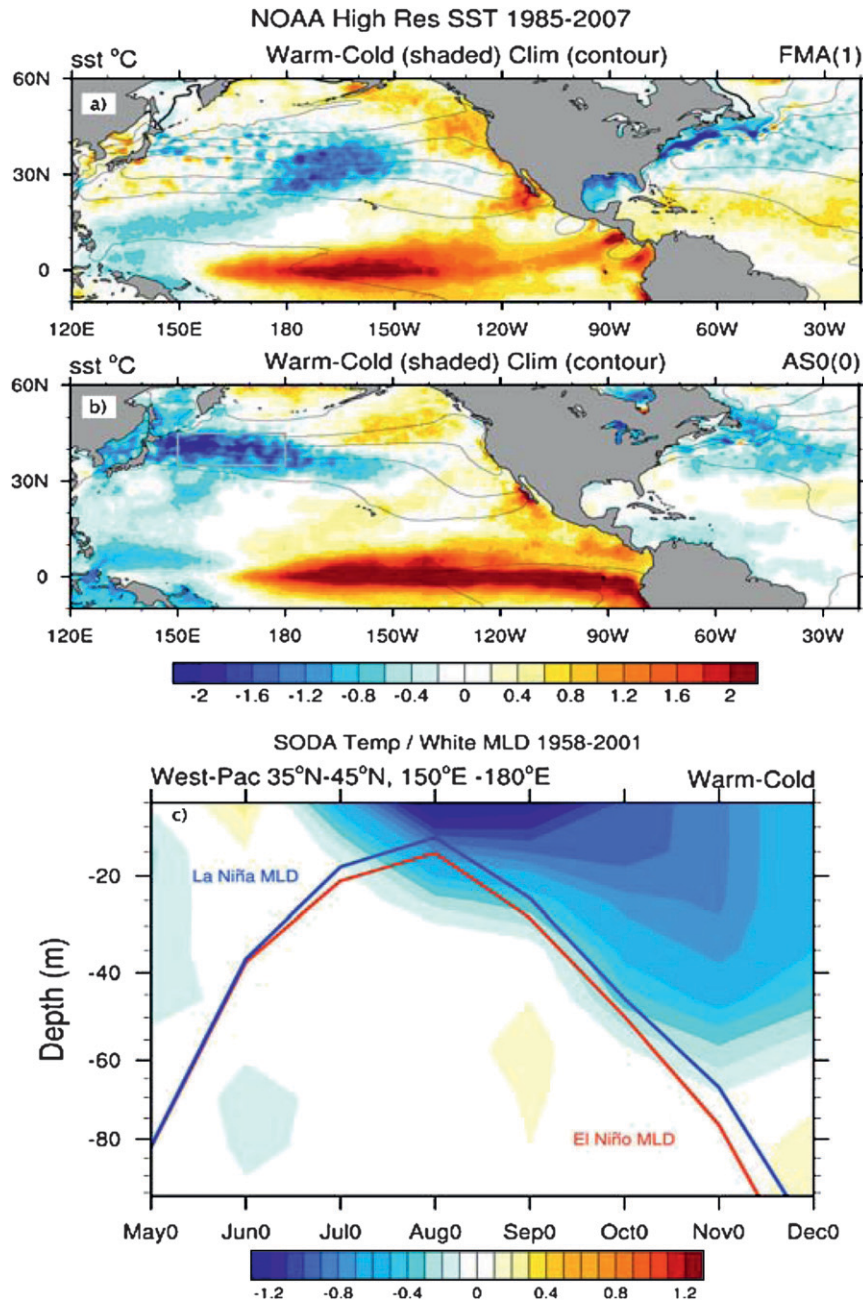 NOAA High Res SST 1985-2007
sst °C Warm-Cold (shaded) Clim (contour) FMA(1)
60N
a)
30N
0
120E 150E 180 150W 120W 90W 60W 30W
sst °C Warm-Cold (shaded) Clim (contour) AS0(0)
60N
b)
30N
0
120E 150E 180 150W 120W 90W 60W 30W
-2 -1.6 -1.2 -0.8 -0.4 0 0.4 0.8 1.2 1.6 2
SODA Temp / White MLD 1958-2001
West-Pac 35°N-45°N, 150°E -180°E Warm-Cold
c)
-20
La Niña MLD
-40
Depth (m)
-60
El Niño MLD
-80
May0 Jun0 Jul0 Aug0 Sep0 Oct0 Nov0 Dec0
-1.2 -0.8 -0.4 0 0.4 0.8 1.2